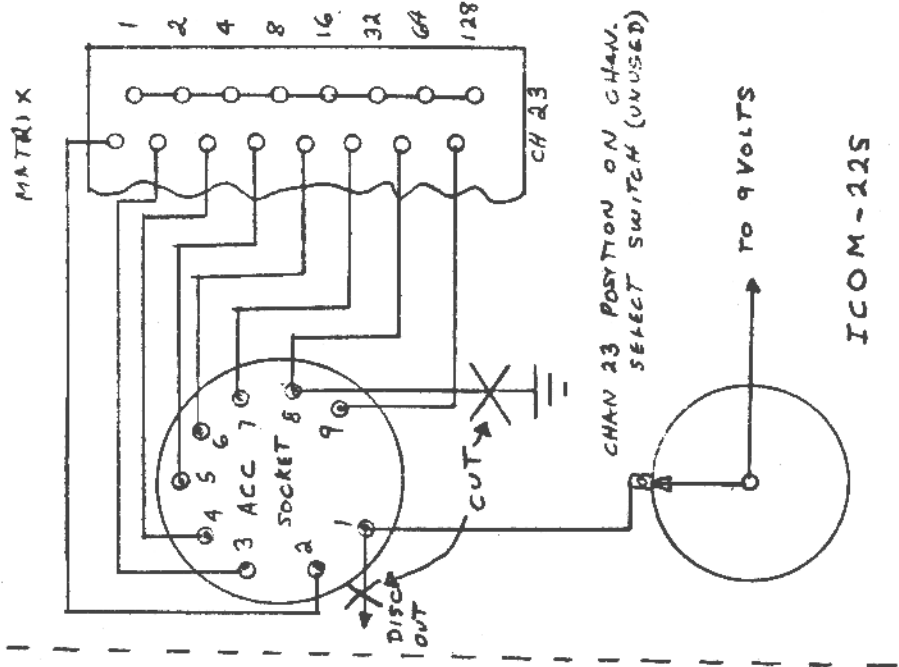 MATRIX
1
2
4
8
16
32
64
128
CH 23
ACC
SOCKET
1
2
3
4
5
6
7
8
9
CUT
DISC
OUT
CHAN 23 POSITION ON CHAN.
SELECT SWITCH (UNUSED)
TO 9 VOLTS
ICOM-22S